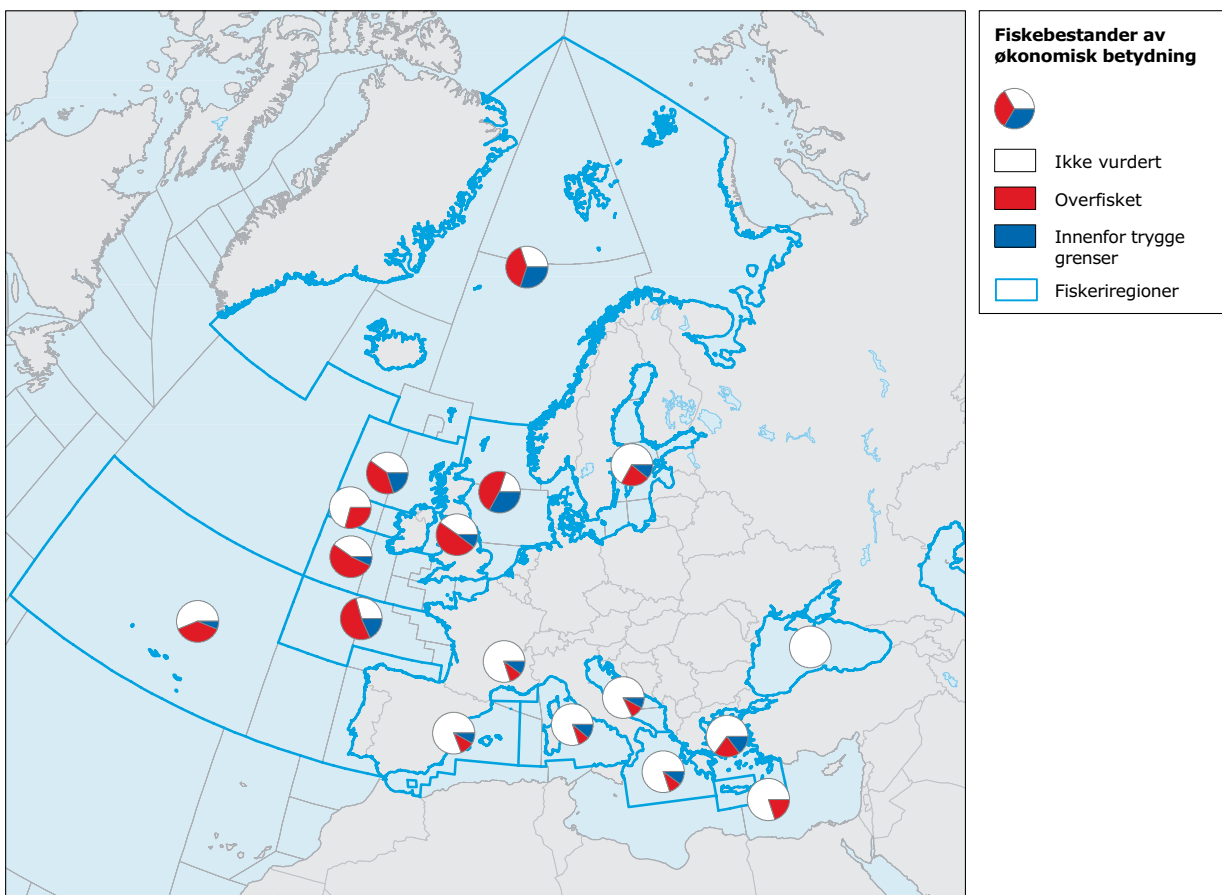 Fiskebestander av
økonomisk betydning
Ikke vurdert
Overfisket
Innenfor trygge
grenser
Fiskeriregioner